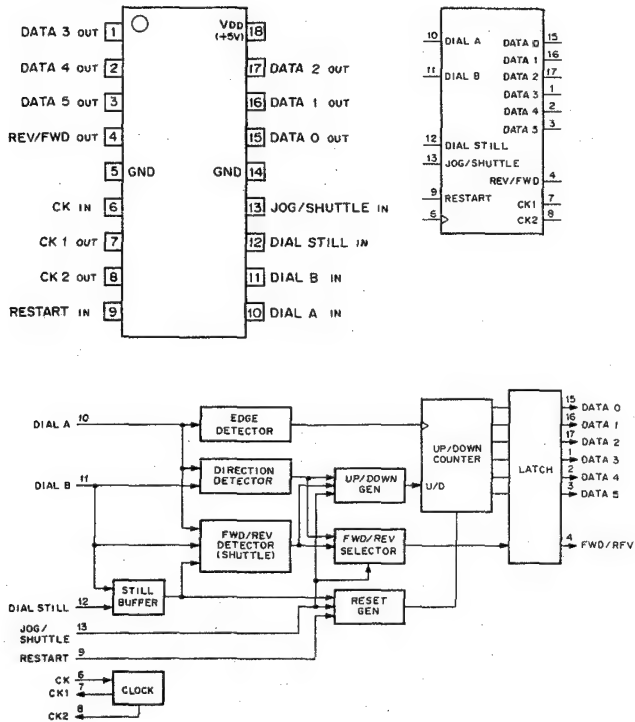 DATA 3 OUT 1
VDD (+5V) 18
DATA 4 OUT 2
17 DATA 2 OUT
DATA 5 OUT 3
16 DATA 1 OUT
REV/FWD OUT 4
15 DATA 0 OUT
5 GND
GND 14
CK IN 6
13 JOG/SHUTTLE IN
CK 1 OUT 7
12 DIAL STILL IN
CK 2 OUT 8
11 DIAL B IN
RESTART IN 9
10 DIAL A IN
10 DIAL A
DATA 0 15
DATA 1 16
11 DIAL B
DATA 2 17
DATA 3 1
DATA 4 2
DATA 5 3
12 DIAL STILL
13 JOG/SHUTTLE
REV/FWD 4
9 RESTART
CK1 7
6
CK2 8
DIAL A 10
EDGE
DETECTOR
DIAL B 11
DIRECTION
DETECTOR
UP/DOWN
GEN
UP/DOWN
COUNTER
U/D
LATCH
15 DATA 0
16 DATA 1
17 DATA 2
1 DATA 3
2 DATA 4
3 DATA 5
4 FWD/RFV
FWD/REV
DETECTOR
(SHUTTLE)
FWD/REV
SELECTOR
STILL
BUFFER
RESET
GEN
DIAL STILL 12
JOG/
SHUTTLE 13
RESTART 9
CK 6
CK1 7
CLOCK
CK2 8